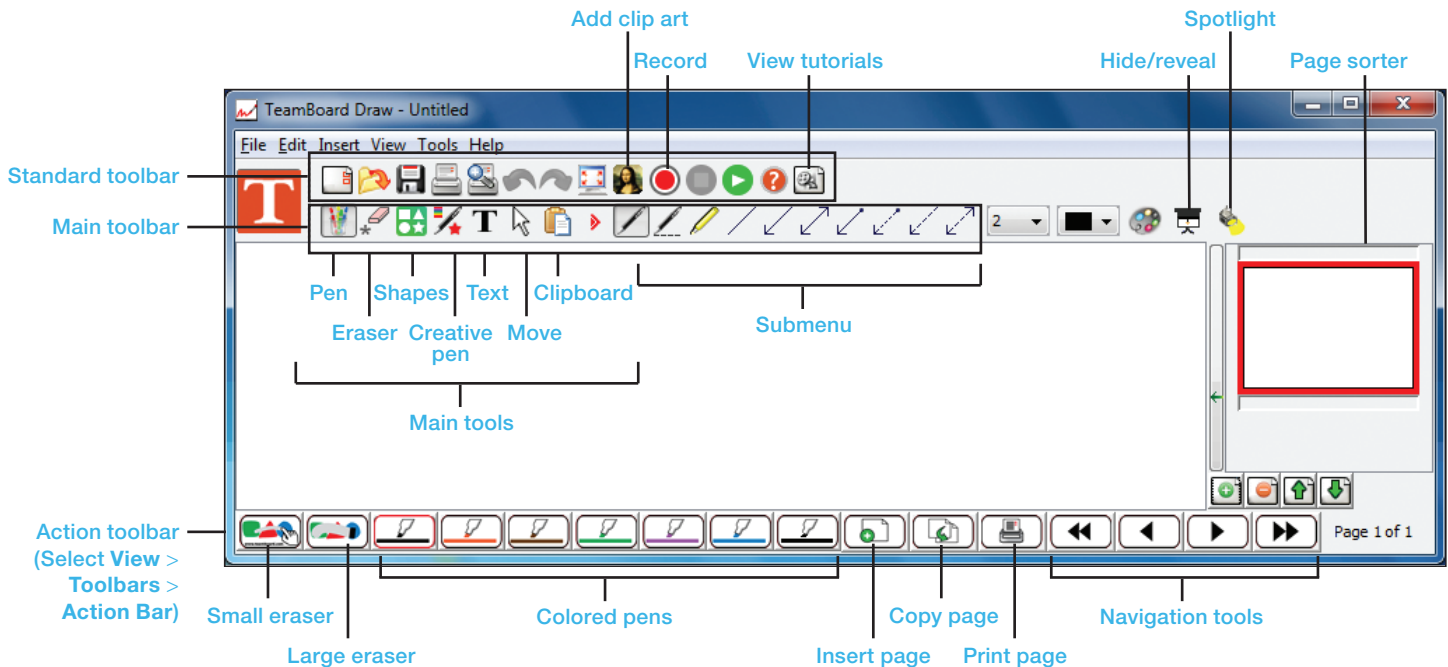 Add clip art
Spotlight
Record
View tutorials
Hide/reveal
Page sorter
TeamBoard Draw - Untitled
File Edit Insert View Tools Help
Standard toolbar
T
Main toolbar
T
2
Pen
Shapes
Text
Clipboard
Eraser
Creative
pen
Move
Submenu
Main tools
Action toolbar
(Select View >
Toolbars >
Action Bar)
Page 1 of 1
Small eraser
Colored pens
Copy page
Navigation tools
Large eraser
Insert page
Print page